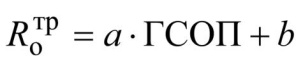 R_о^тр = a · ГСОП + b